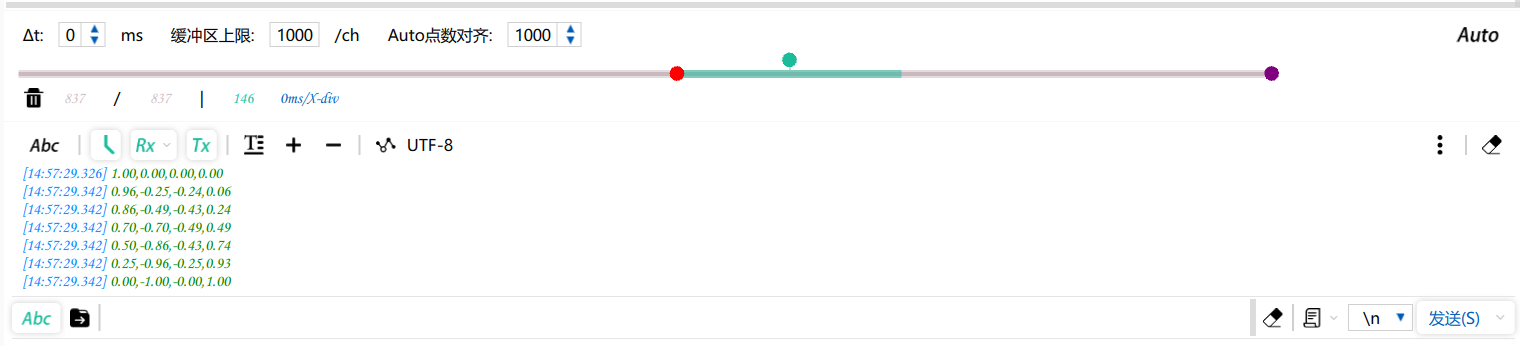 Δt: 0 ms 缓冲区上限: 1000 /ch Auto点数对齐: 1000 Auto
837 / 837 | 146 0ms/X-div
Abc | Rx Tx | T + − | UTF-8
[14:57:29.326] 1.00,0.00,0.00,0.00
[14:57:29.342] 0.96,-0.25,-0.24,0.06
[14:57:29.342] 0.86,-0.49,-0.43,0.24
[14:57:29.342] 0.70,-0.70,-0.49,0.49
[14:57:29.342] 0.50,-0.86,-0.43,0.74
[14:57:29.342] 0.25,-0.96,-0.25,0.93
[14:57:29.342] 0.00,-1.00,-0.00,1.00
Abc \n 发送(S)